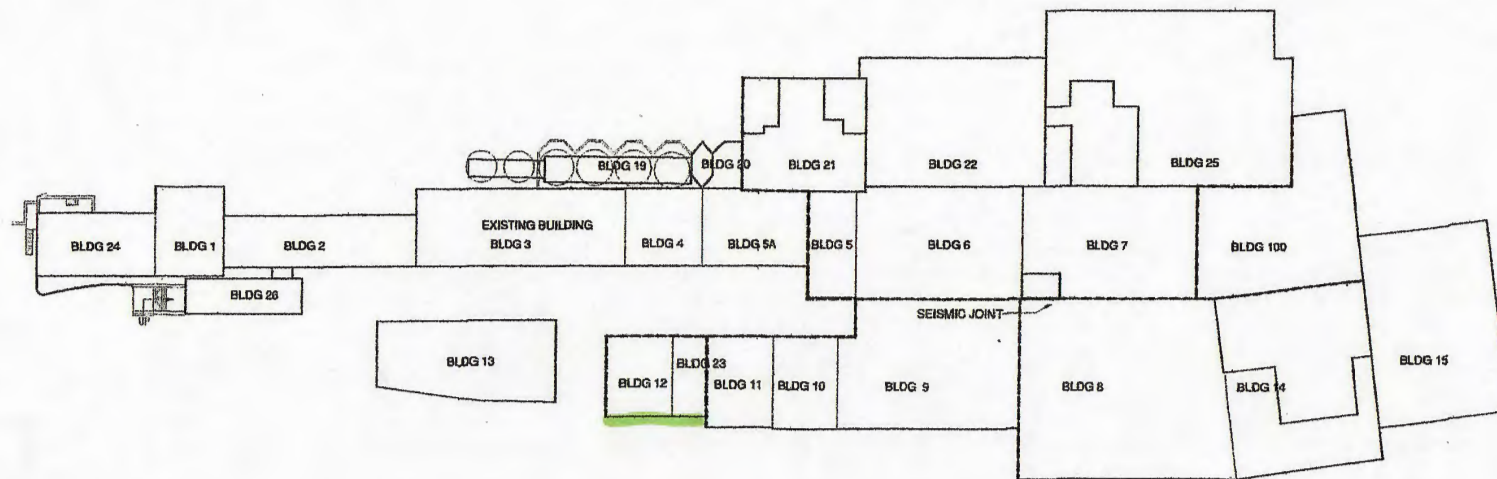 BLDG 24
BLDG 1
BLDG 2
BLDG 26
EXISTING BUILDING
BLDG 3
BLDG 4
BLDG 5A
BLDG 5
BLDG 6
BLDG 7
BLDG 19
BLDG 20
BLDG 21
BLDG 22
BLDG 25
BLDG 100
BLDG 15
SEISMIC JOINT
BLDG 13
BLDG 12
BLDG 23
BLDG 11
BLDG 10
BLDG 9
BLDG 8
BLDG 14